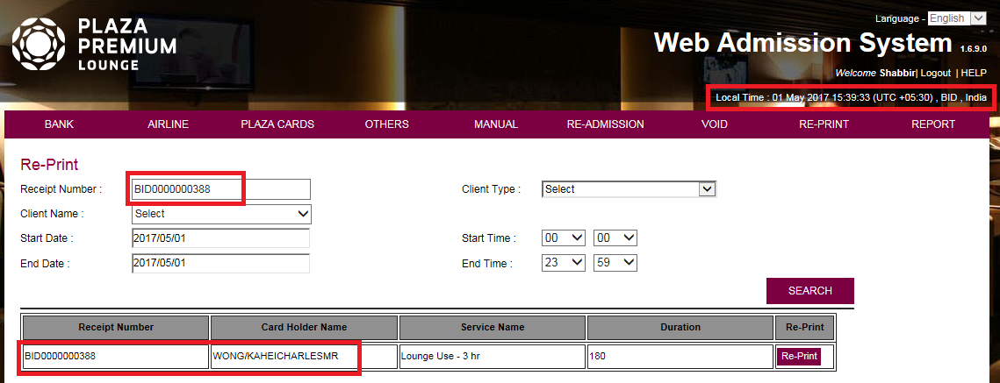 PLAZA
PREMIUM
LOUNGE
Language - English
Web Admission System 1.6.9.0
Welcome Shabbir| Logout | HELP
Local Time : 01 May 2017 15:39:33 (UTC +05:30) , BID , India
BANK AIRLINE PLAZA CARDS OTHERS MANUAL RE-ADMISSION VOID RE-PRINT REPORT
Re-Print
Receipt Number : BID0000000388 Client Type : Select
Client Name : Select
Start Date : 2017/05/01 Start Time : 00 00
End Date : 2017/05/01 End Time : 23 59
SEARCH
Receipt Number Card Holder Name Service Name Duration Re-Print
BID0000000388 WONG/KAHEICHARLESMR Lounge Use - 3 hr 180 Re-Print